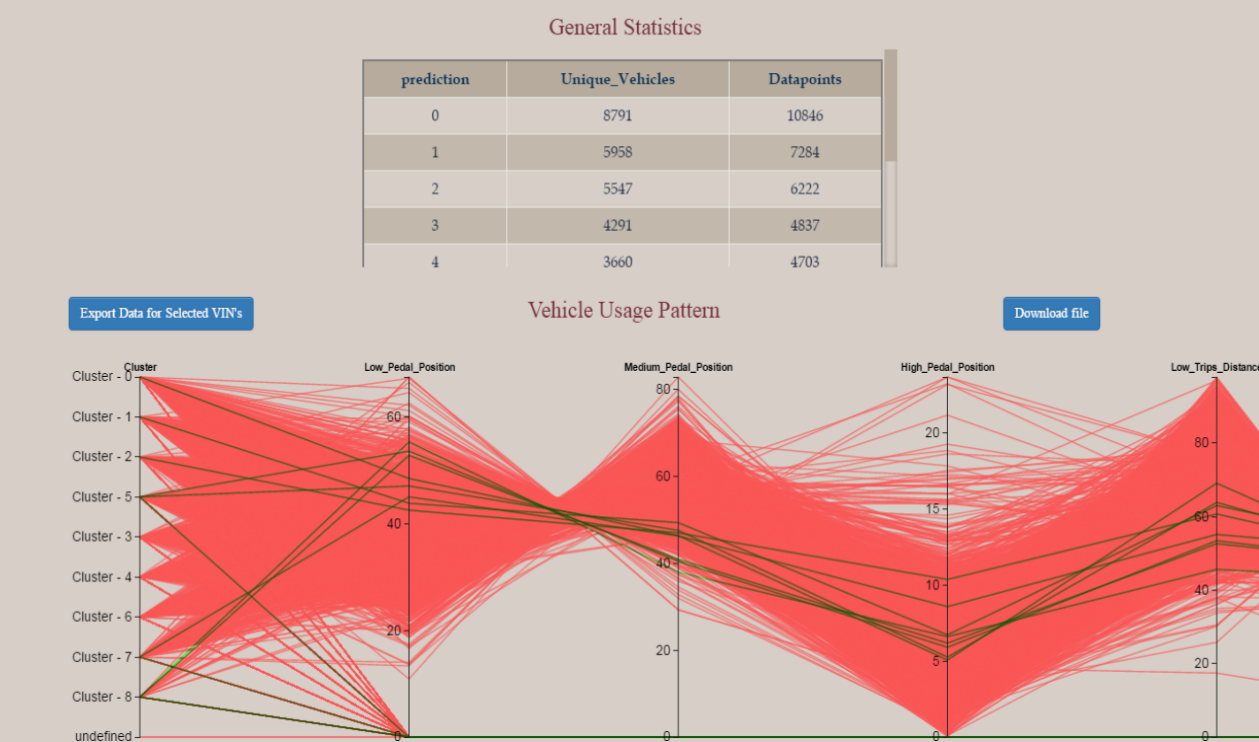 General Statistics
prediction Unique_Vehicles Datapoints
0 8791 10846
1 5958 7284
2 5547 6222
3 4291 4837
4 3660 4703
Export Data for Selected VIN's Vehicle Usage Pattern Download file
Cluster Low_Pedal_Position Medium_Pedal_Position High_Pedal_Position Low_Trips_Distance
Cluster - 0
80
Cluster - 1 60
20 80
Cluster - 2
60
Cluster - 5
15 60
40
Cluster - 3
40
Cluster - 4 10
40
Cluster - 6
20
20
Cluster - 7 5 20
Cluster - 8
undefined 0 0 0 0